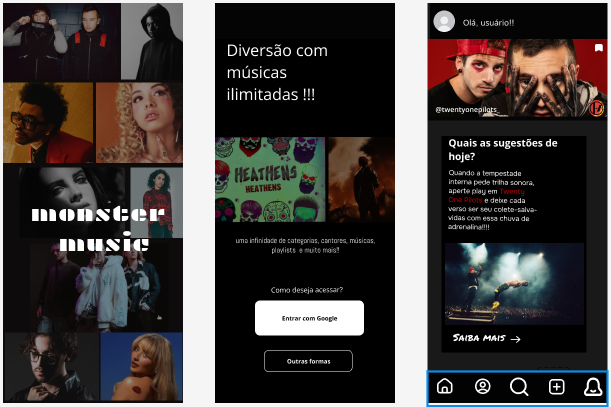 monster
music
Diversão com
músicas
ilimitadas !!!
HEATHENS
HEATHENS
uma infinidade de categorias, cantores, músicas,
playlists e muito mais!!
Como deseja acessar?
Entrar com Google
Outras formas
Olá, usuário!!
@twentyonepilots_
Quais as sugestões de
hoje?
Quando a tempestade
interna pede trilha sonora,
aperte play em Twenty
One Pilots e deixe cada
verso ser seu colete-salva-
vidas com essa chuva de
adrenalina!!!!
Saiba mais →